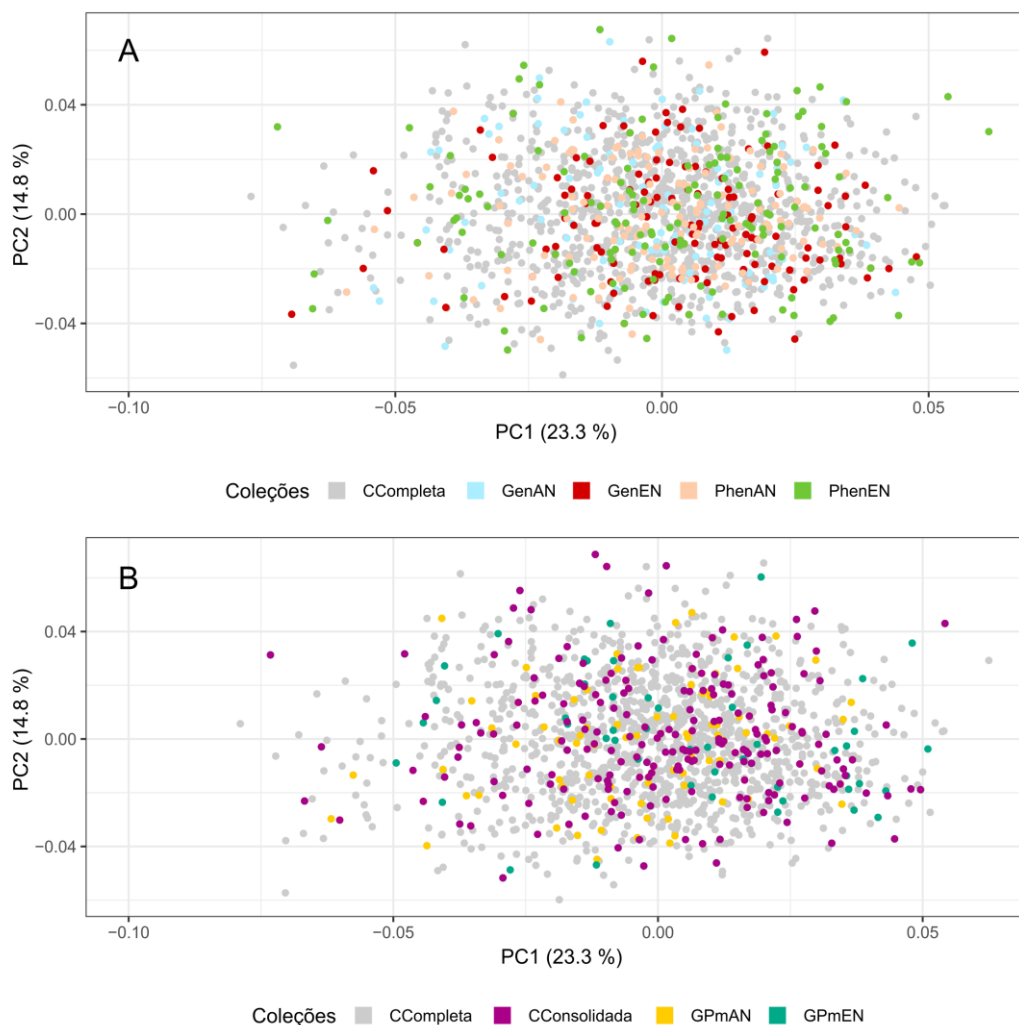 A
0.04
0.00
−0.04
PC2 (14.8 %)
−0.10 −0.05 0.00 0.05
PC1 (23.3 %)
Coleções CCompleta GenAN GenEN PhenAN PhenEN
B
0.04
0.00
−0.04
PC2 (14.8 %)
−0.10 −0.05 0.00 0.05
PC1 (23.3 %)
Coleções CCompleta CConsolidada GPmAN GPmEN